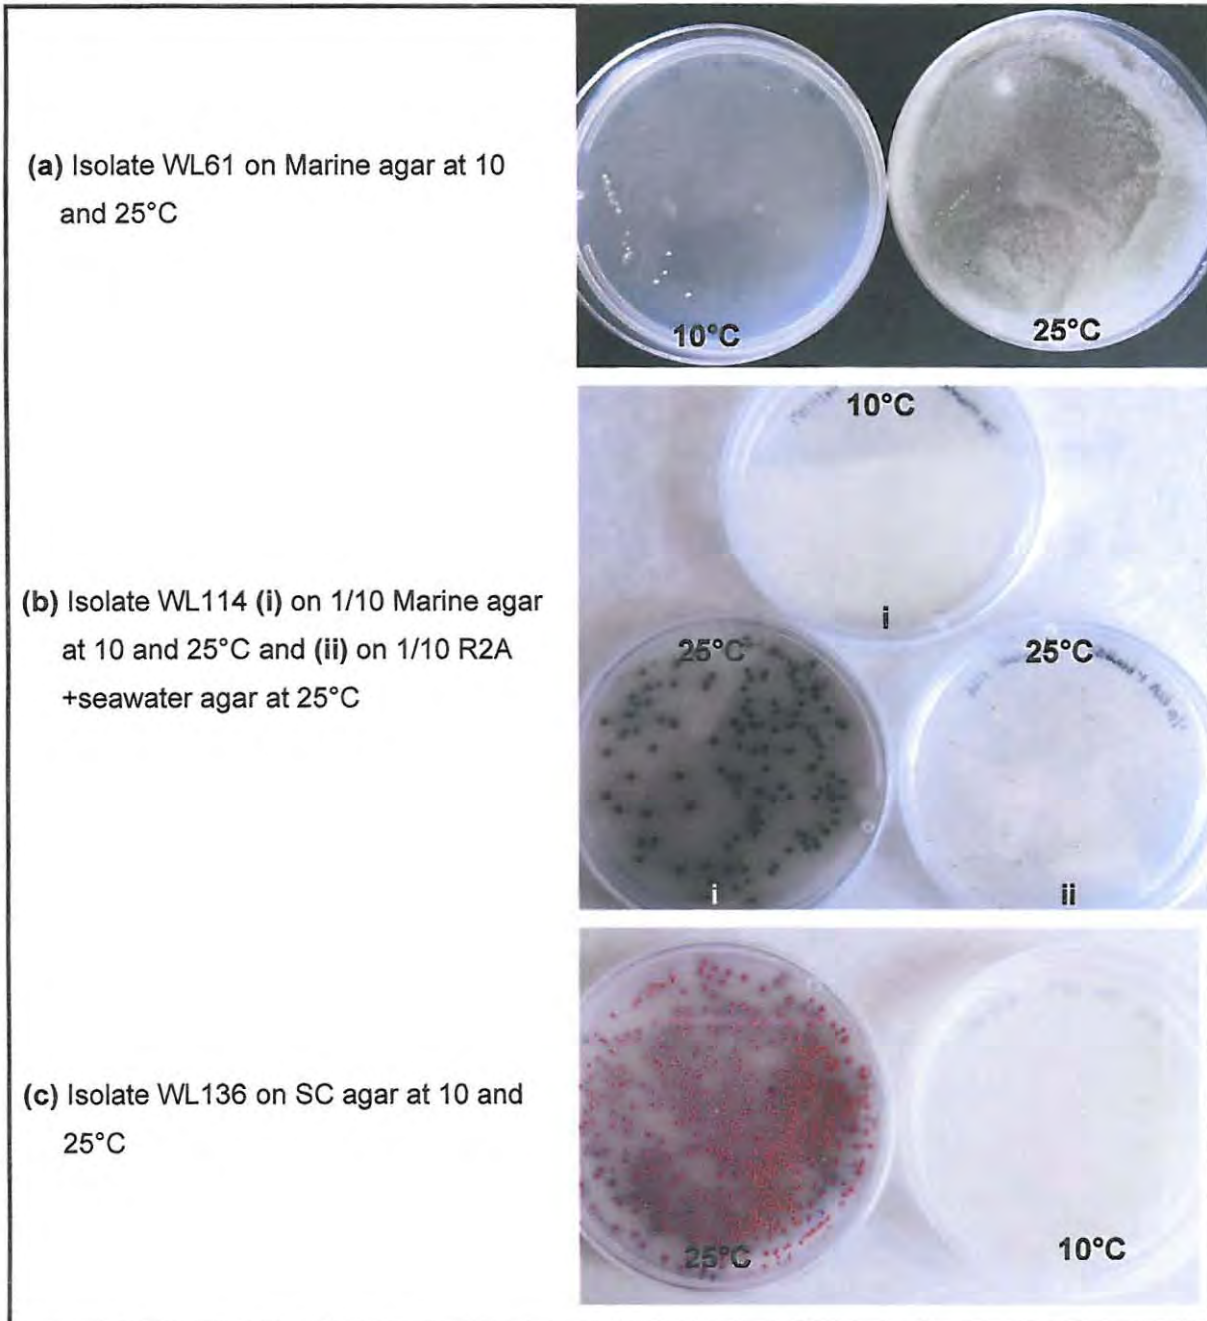 (a) Isolate WL61 on Marine agar at 10
and 25°C
10°C
25°C
(b) Isolate WL114 (i) on 1/10 Marine agar
at 10 and 25°C and (ii) on 1/10 R2A
+seawater agar at 25°C
10°C
i
25°C
25°C
i
ii
(c) Isolate WL136 on SC agar at 10 and
25°C
25°C
10°C